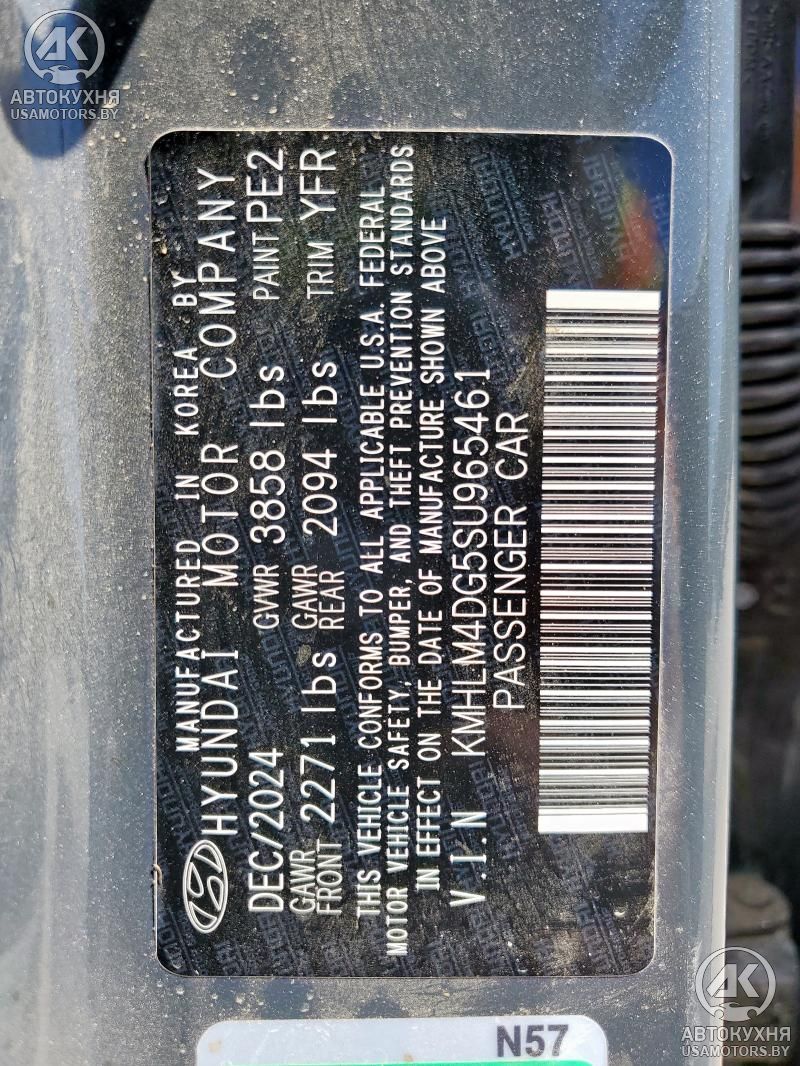 АВТОКУХНЯ
USAMOTORS.BY
MANUFACTURED IN KOREA BY
HYUNDAI MOTOR COMPANY
DEC/2024 GVWR 3858 lbs PAINT PE2
GAWR FRONT 2271 lbs GAWR REAR 2094 lbs TRIM YFR
THIS VEHICLE CONFORMS TO ALL APPLICABLE U.S.A. FEDERAL
MOTOR VEHICLE SAFETY, BUMPER, AND THEFT PREVENTION STANDARDS
IN EFFECT ON THE DATE OF MANUFACTURE SHOWN ABOVE
V.I.N KMHLM4DG5SU965461
PASSENGER CAR
N57
АВТОКУХНЯ
USAMOTORS.BY